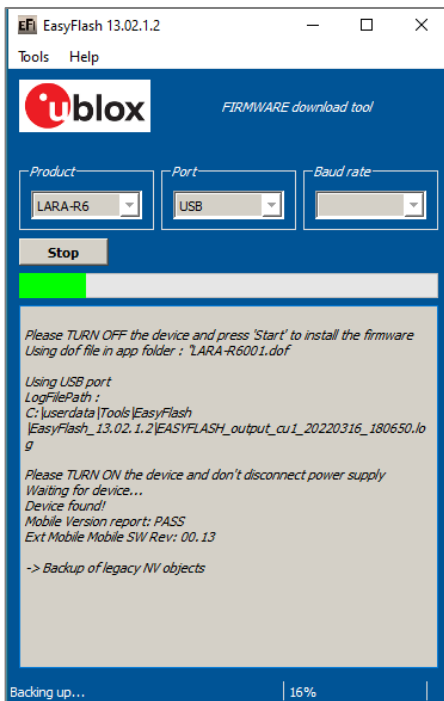 EF EasyFlash 13.02.1.2
Tools Help
ublox
FIRMWARE download tool
Product
Port
Baud rate
LARA-R6
USB
Stop
Please TURN OFF the device and press 'Start' to install the firmware
Using dof file in app folder : "LARA-R6001.dof
Using USB port
LogFilePath :
C:\userdata\Tools\EasyFlash
\EasyFlash_13.02.1.2\EASYFLASH_output_cu1_20220316_180650.lo
g
Please TURN ON the device and don't disconnect power supply
Waiting for device...
Device found!
Mobile Version report: PASS
Ext Mobile Mobile SW Rev: 00.13
-> Backup of legacy NV objects
Backing up...
16%